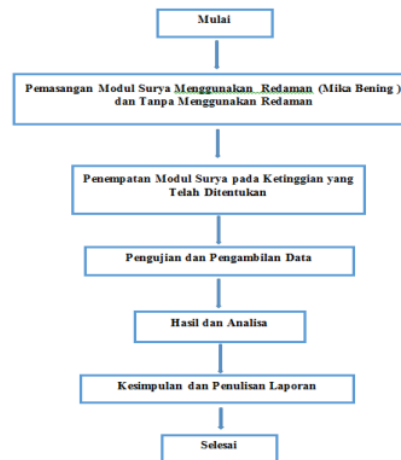 Mulai
Pemasangan Modul Surya Menggunakan Redaman (Mika Bening )
dan Tanpa Menggunakan Redaman
Penempatan Modul Surya pada Ketinggian yang
Telah Ditentukan
Pengujian dan Pengambilan Data
Hasil dan Analisa
Kesimpulan dan Penulisan Laporan
Selesai